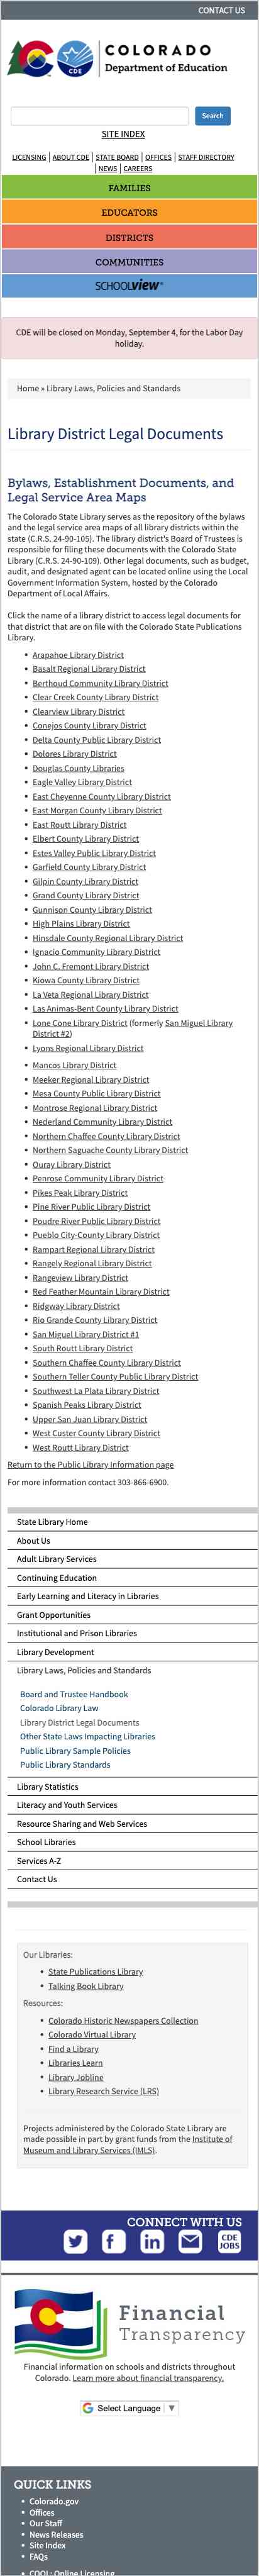 CONTACT US
COLORADO
Department of Education
CDE
Search
SITE INDEX
LICENSING | ABOUT CDE | STATE BOARD | OFFICES | STAFF DIRECTORY
| NEWS | CAREERS
FAMILIES
EDUCATORS
DISTRICTS
COMMUNITIES
SCHOOLVIEW®
CDE will be closed on Monday, September 4, for the Labor Day
holiday.
Home » Library Laws, Policies and Standards
Library District Legal Documents
Bylaws, Establishment Documents, and
Legal Service Area Maps
The Colorado State Library serves as the repository of the bylaws
and the legal service area maps of all library districts within the
state (C.R.S. 24-90-105). The library district's Board of Trustees is
responsible for filing these documents with the Colorado State
Library (C.R.S. 24-90-109). Other legal documents, such as budget,
audit, and designated agent can be located online using the Local
Government Information System, hosted by the Colorado
Department of Local Affairs.
Click the name of a library district to access legal documents for
that district that are on file with the Colorado State Publications
Library.
• Arapahoe Library District
• Basalt Regional Library District
• Berthoud Community Library District
• Clear Creek County Library District
• Clearview Library District
• Conejos County Library District
• Delta County Public Library District
• Dolores Library District
• Douglas County Libraries
• Eagle Valley Library District
• East Cheyenne County Library District
• East Morgan County Library District
• East Routt Library District
• Elbert County Library District
• Estes Valley Public Library District
• Garfield County Library District
• Gilpin County Library District
• Grand County Library District
• Gunnison County Library District
• High Plains Library District
• Hinsdale County Regional Library District
• Ignacio Community Library District
• John C. Fremont Library District
• Kiowa County Library District
• La Veta Regional Library District
• Las Animas-Bent County Library District
• Lone Cone Library District (formerly San Miguel Library
District #2)
• Lyons Regional Library District
• Mancos Library District
• Meeker Regional Library District
• Mesa County Public Library District
• Montrose Regional Library District
• Nederland Community Library District
• Northern Chaffee County Library District
• Northern Saguache County Library District
• Ouray Library District
• Penrose Community Library District
• Pikes Peak Library District
• Pine River Public Library District
• Poudre River Public Library District
• Pueblo City-County Library District
• Rampart Regional Library District
• Rangely Regional Library District
• Rangeview Library District
• Red Feather Mountain Library District
• Ridgway Library District
• Rio Grande County Library District
• San Miguel Library District #1
• South Routt Library District
• Southern Chaffee County Library District
• Southern Teller County Public Library District
• Southwest La Plata Library District
• Spanish Peaks Library District
• Upper San Juan Library District
• West Custer County Library District
• West Routt Library District
Return to the Public Library Information page
For more information contact 303-866-6900.
State Library Home
About Us
Adult Library Services
Continuing Education
Early Learning and Literacy in Libraries
Grant Opportunities
Institutional and Prison Libraries
Library Development
Library Laws, Policies and Standards
Board and Trustee Handbook
Colorado Library Law
Library District Legal Documents
Other State Laws Impacting Libraries
Public Library Sample Policies
Public Library Standards
Library Statistics
Literacy and Youth Services
Resource Sharing and Web Services
School Libraries
Services A-Z
Contact Us
Our Libraries:
• State Publications Library
• Talking Book Library
Resources:
• Colorado Historic Newspapers Collection
• Colorado Virtual Library
• Find a Library
• Libraries Learn
• Library Jobline
• Library Research Service (LRS)
Projects administered by the Colorado State Library are
made possible in part by grant funds from the Institute of
Museum and Library Services (IMLS).
CONNECT WITH US
CDE
JOBS
Financial
Transparency
Financial information on schools and districts throughout
Colorado. Learn more about financial transparency.
Select Language ▼
QUICK LINKS
• Colorado.gov
• Offices
• Our Staff
• News Releases
• Site Index
• FAQs
• COOL: Online Licensing